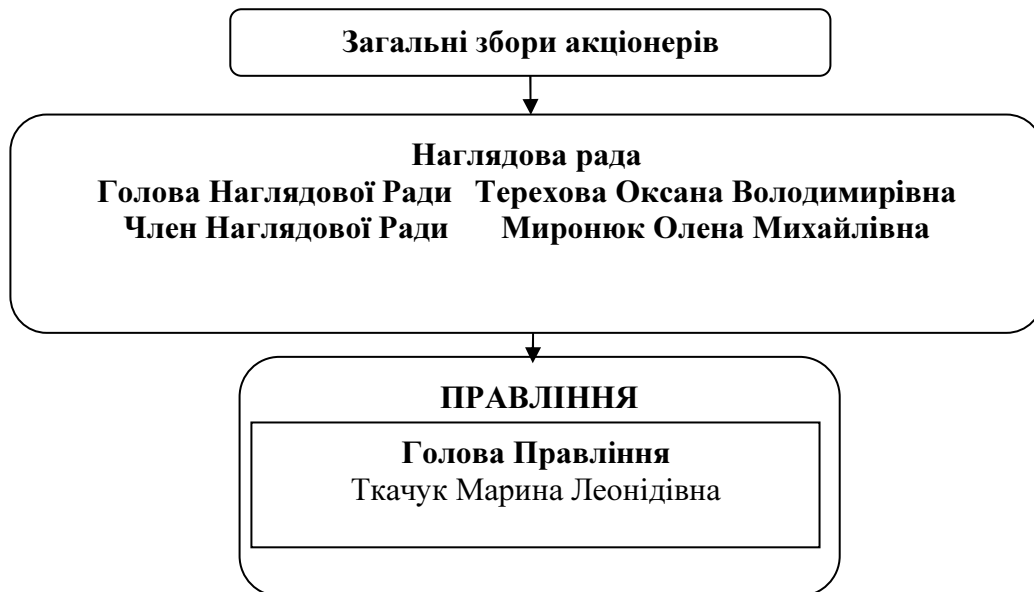 Загальні збори акціонерів
Наглядова рада
Голова Наглядової Ради Терехова Оксана Володимирівна
Член Наглядової Ради Миронюк Олена Михайлівна
ПРАВЛІННЯ
Голова Правління
Ткачук Марина Леонідівна